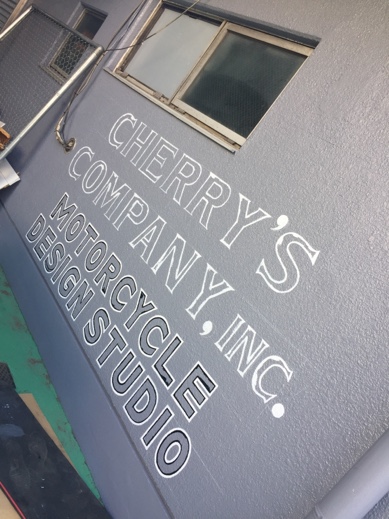 CHERRY'S
COMPANY, INC.
MOTORCYCLE
DESIGN STUDIO